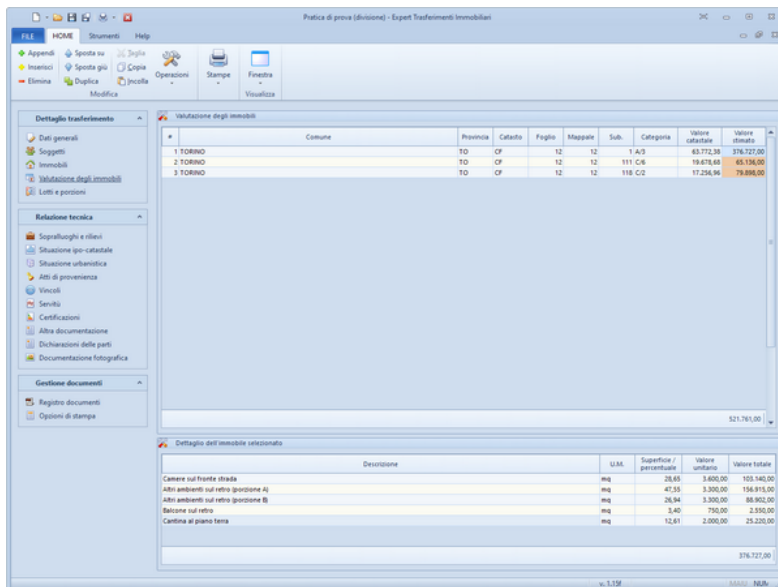 Pratica di prova (divisione) - Expert Trasferimenti Immobiliari
FILE HOME Strumenti Help
Appendi Sposta su Taglia
Inserisci Sposta giù Copia
Elimina Duplica Incolla
Operazioni Stampe Finestra
Modifica Visualizza
Dettaglio trasferimento
Dati generali
Soggetti
Immobili
Valutazione degli immobili
Lotti e porzioni
Relazione tecnica
Sopralluoghi e rilievi
Situazione ipo-catastale
Situazione urbanistica
Atti di provenienza
Vincoli
Servitù
Certificazioni
Altra documentazione
Dichiarazioni delle parti
Documentazione fotografica
Gestione documenti
Registro documenti
Opzioni di stampa
Valutazione degli immobili
# Comune Provincia Catasto Foglio Mappale Sub. Categoria Valore catastale Valore stimato
1 TORINO TO CF 12 12 1 A/3 63.772,38 376.727,00
2 TORINO TO CF 12 12 111 C/6 19.678,68 65.136,00
3 TORINO TO CF 12 12 118 C/2 17.256,96 79.898,00
521.761,00
Dettaglio dell'immobile selezionato
Descrizione U.M. Superficie / percentuale Valore unitario Valore totale
Camere sul fronte strada mq 28,65 3.600,00 103.140,00
Altri ambienti sul retro (porzione A) mq 47,55 3.300,00 156.915,00
Altri ambienti sul retro (porzione B) mq 26,94 3.300,00 88.902,00
Balcone sul retro mq 3,40 750,00 2.550,00
Cantina al piano terra mq 12,61 2.000,00 25.220,00
376.727,00
v. 1.15f MAIU NUM